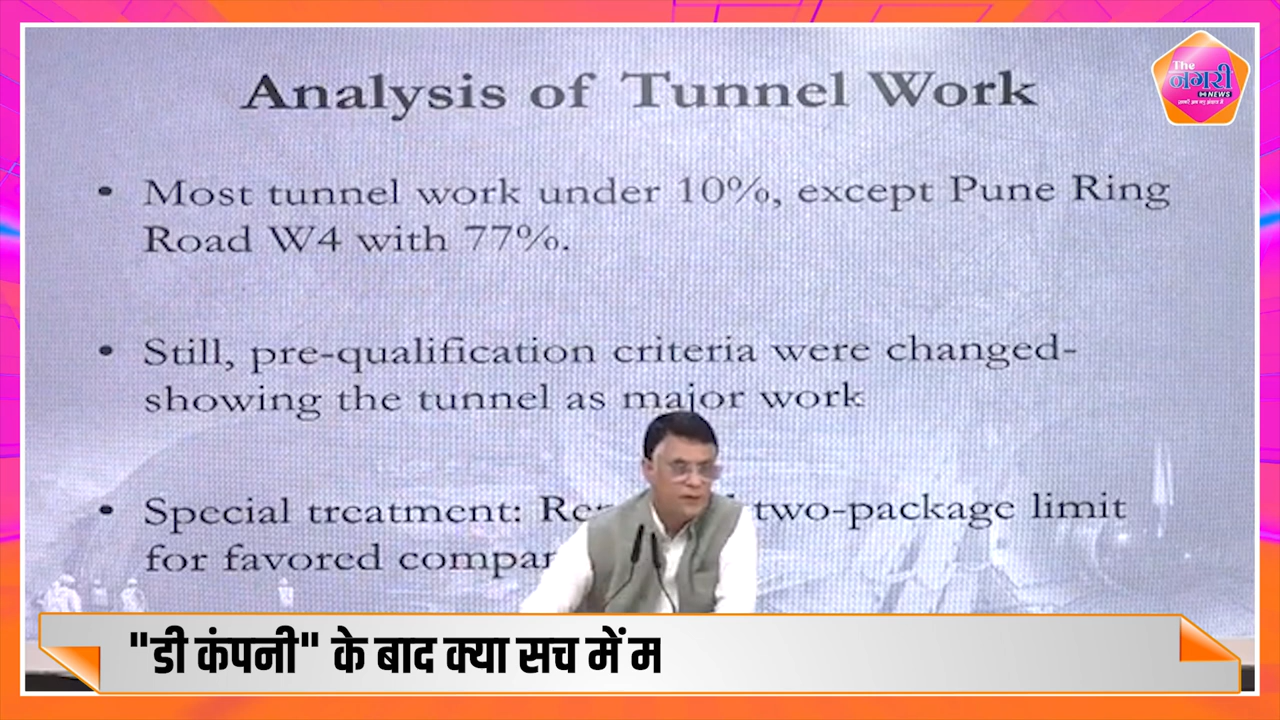 Analysis of Tunnel Work
The
नगरी
NEWS
• Most tunnel work under 10%, except Pune Ring
Road W4 with 77%.
• Still, pre-qualification criteria were changed-
showing the tunnel as major work
• Special treatment: two-package limit
for favored
"डी कंपनी" के बाद क्या सच में म